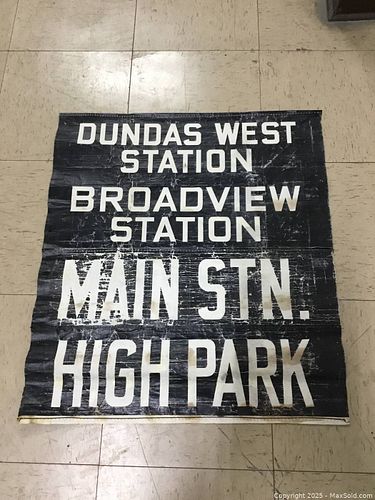 DUNDAS WEST
STATION
BROADVIEW
STATION
MAIN STN.
HIGH PARK
Copyright 2025 - MaxSold.com